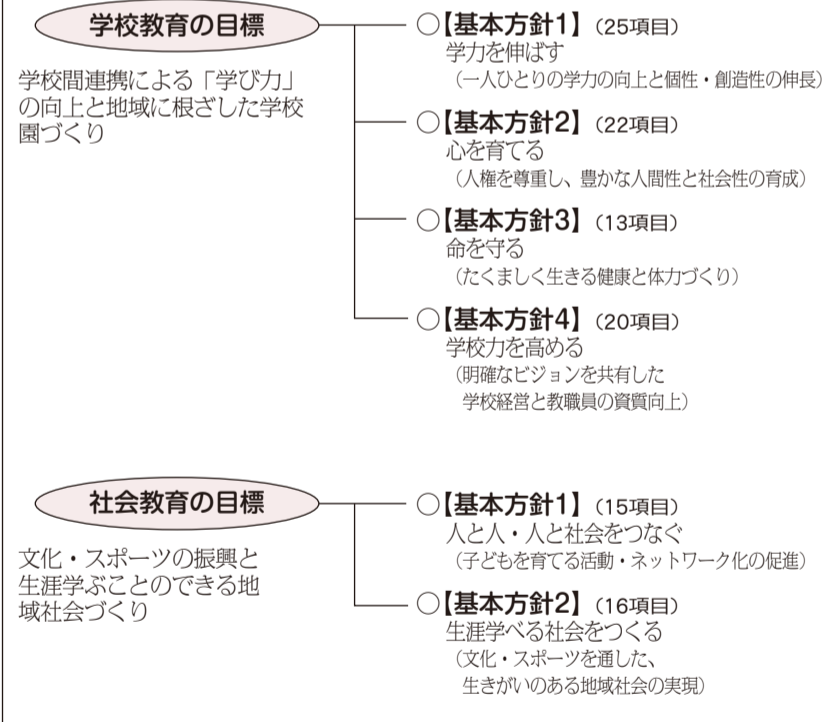 学校教育の目標
学校間連携による「学び力」
の向上と地域に根ざした学校
園づくり
○【基本方針1】（25項目）
学力を伸ばす
（一人ひとりの学力の向上と個性・創造性の伸長）
○【基本方針2】（22項目）
心を育てる
（人権を尊重し、豊かな人間性と社会性の育成）
○【基本方針3】（13項目）
命を守る
（たくましく生きる健康と体力づくり）
○【基本方針4】（20項目）
学校力を高める
（明確なビジョンを共有した
学校経営と教職員の資質向上）
社会教育の目標
文化・スポーツの振興と
生涯学ぶことのできる地
域社会づくり
○【基本方針1】（15項目）
人と人・人と社会をつなぐ
（子どもを育てる活動・ネットワーク化の促進）
○【基本方針2】（16項目）
生涯学べる社会をつくる
（文化・スポーツを通した、
生きがいのある地域社会の実現）